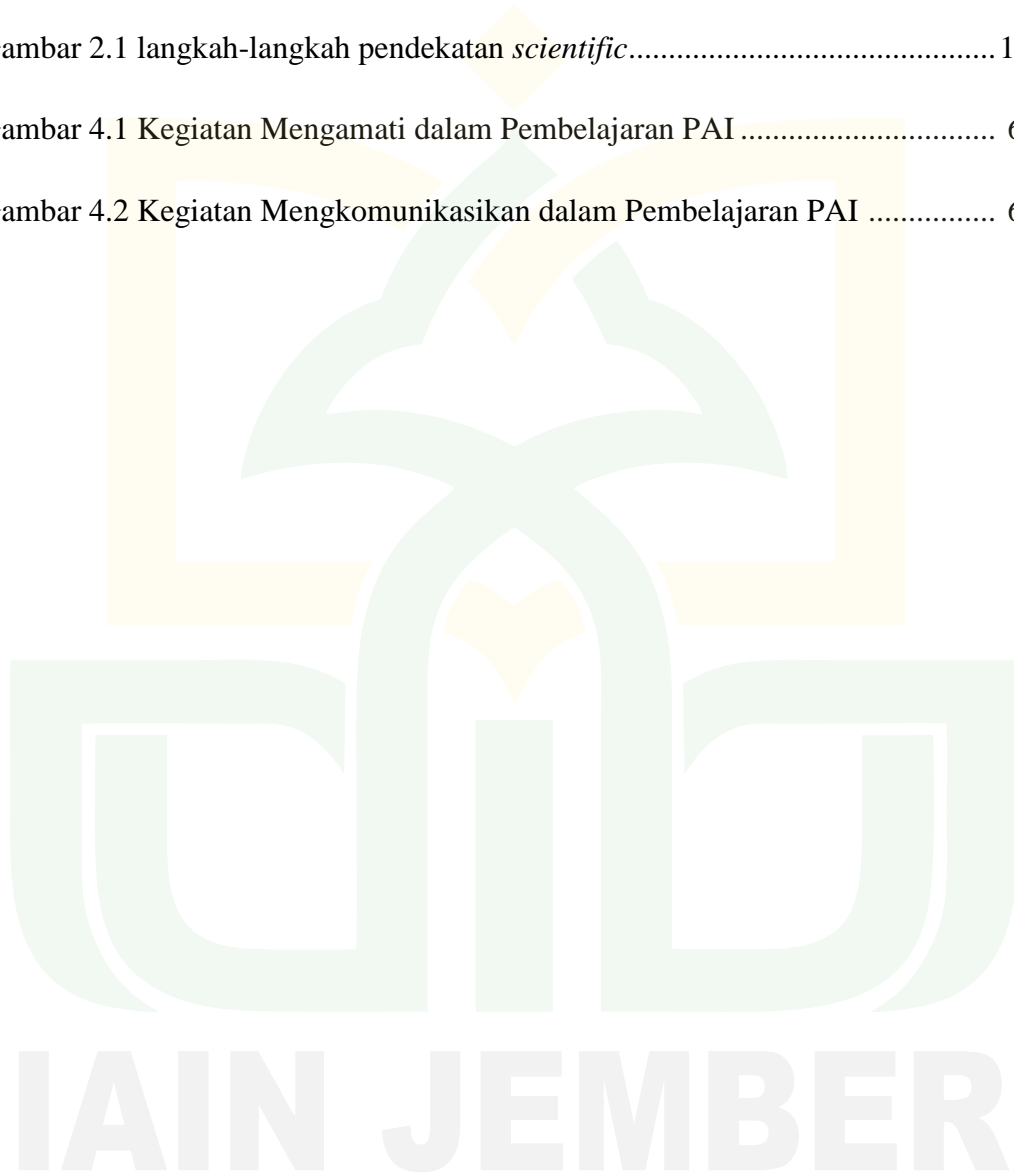 ambar 2.1 langkah-langkah pendekatan scientific.............................................1
ambar 4.1 Kegiatan Mengamati dalam Pembelajaran PAI.............................. 6
ambar 4.2 Kegiatan Mengkomunikasikan dalam Pembelajaran PAI ................ 6
IAIN JEMBER